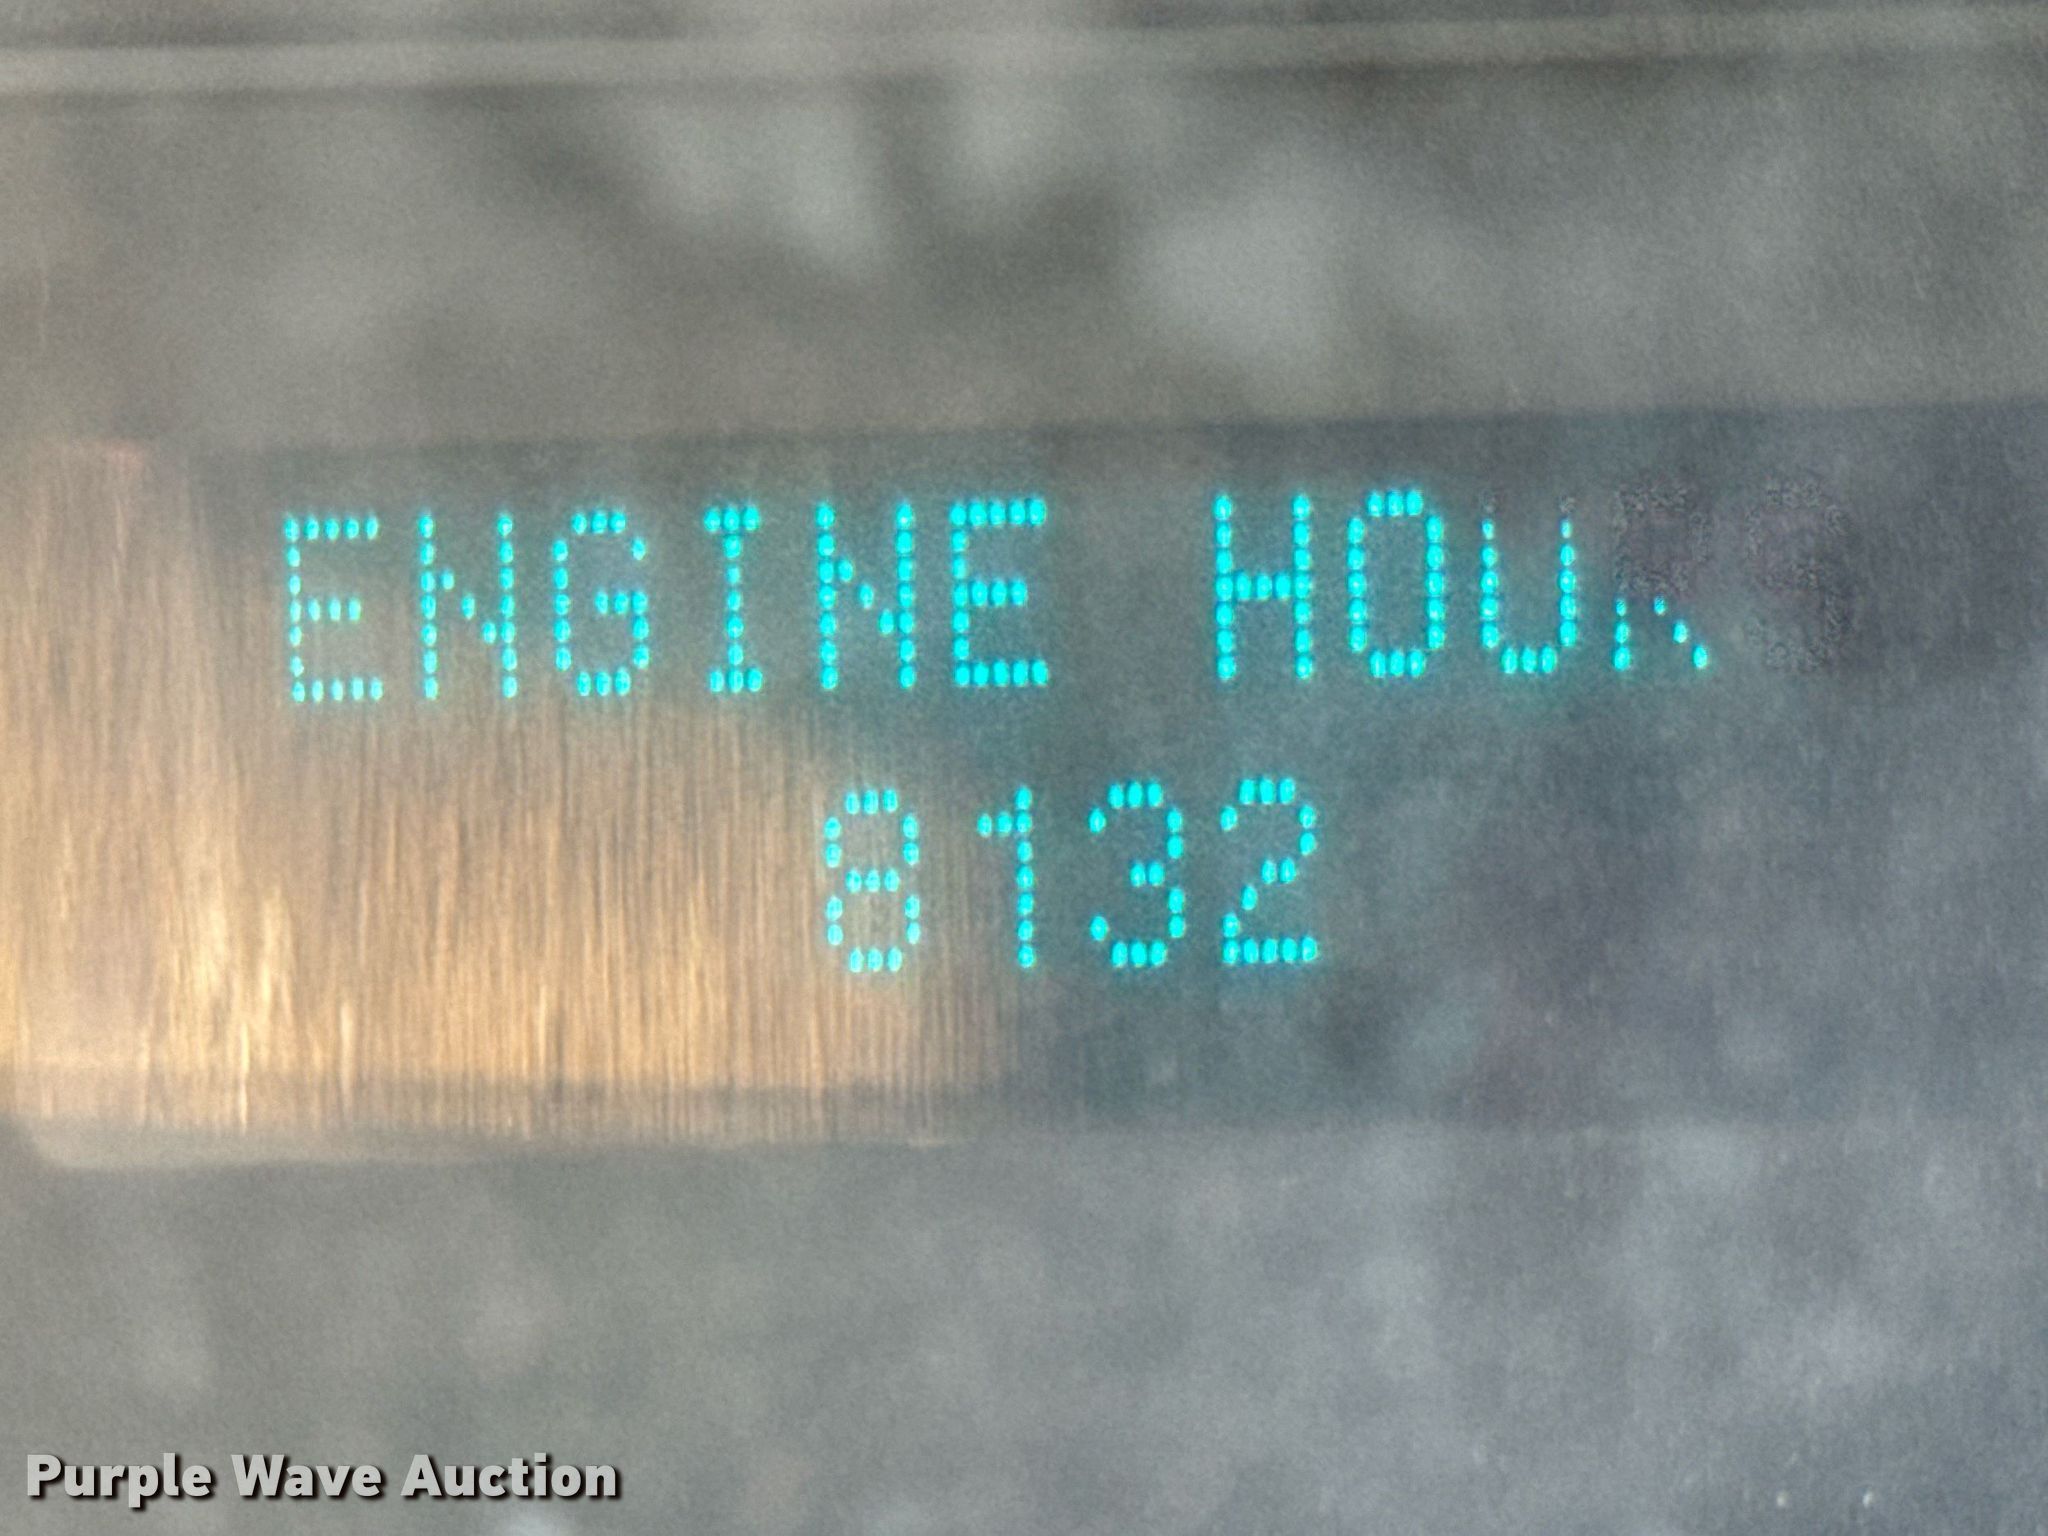 ENGINE HOURS
8132
Purple Wave Auction